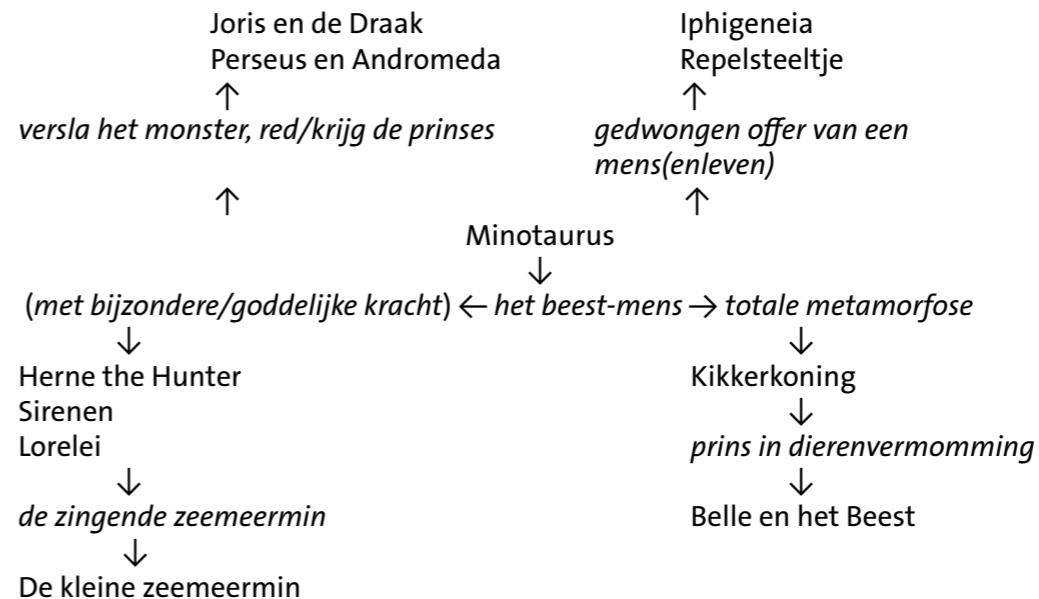 Joris en de Draak
Perseus en Andromeda
↑
versla het monster, red/krijg de prinses
↑
Iphigeneia
Repelsteeltje
↑
gedwongen offer van een
mens(enleven)
↑
Minotaurus
↓
(met bijzondere/goddelijke kracht) ← het beest-mens → totale metamorfose
↓
Herne the Hunter
Sirenen
Lorelei
↓
de zingende zeemeermin
↓
De kleine zeemeermin
↓
Kikkerkoning
↓
prins in dierenvermomming
↓
Belle en het Beest